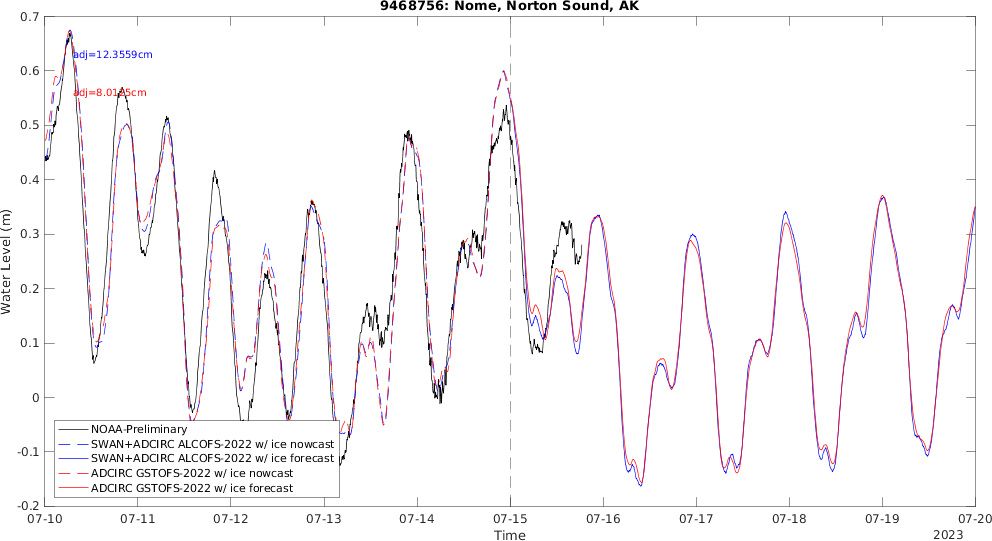 9468756: Nome, Norton Sound, AK
0.7
0.6
0.5
0.4
0.3
0.2
0.1
0
-0.1
-0.2
Water Level (m)
adj=12.3559cm
adj=8.0125cm
NOAA-Preliminary
SWAN+ADCIRC ALCOFS-2022 w/ ice nowcast
SWAN+ADCIRC ALCOFS-2022 w/ ice forecast
ADCIRC GSTOFS-2022 w/ ice nowcast
ADCIRC GSTOFS-2022 w/ ice forecast
07-10 07-11 07-12 07-13 07-14 07-15 07-16 07-17 07-18 07-19 07-20
Time
2023